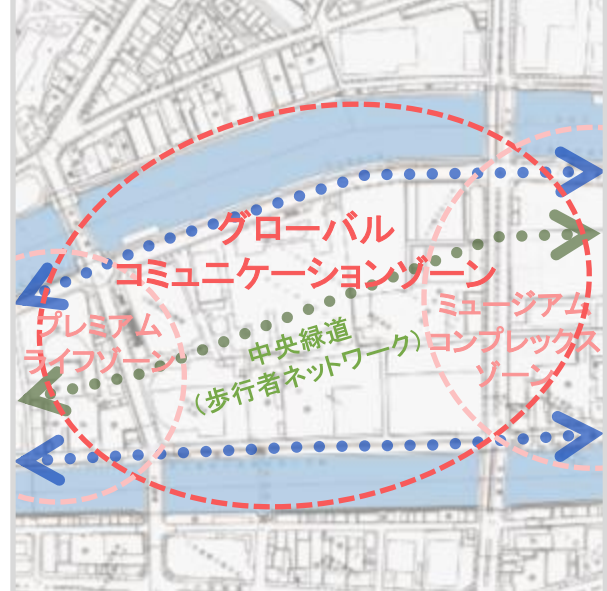 グローバル
コミュニケーションゾーン
プレミアム
ライフゾーン
ミュージアム
コンプレックス
ゾーン
中央緑道
（歩行者ネットワーク）